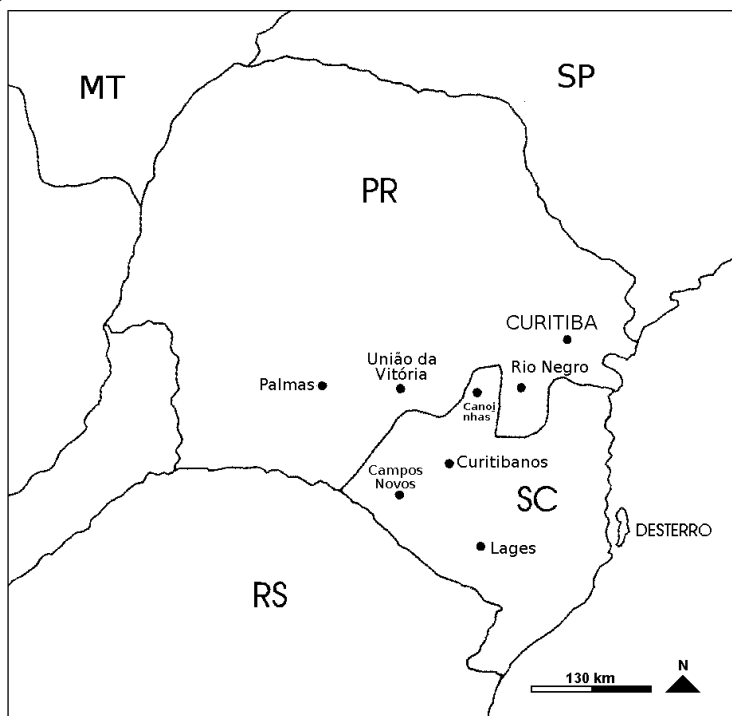 MT
SP
PR
CURITIBA
União da
Vitória
Rio Negro
Palmas
Canoi
nhas
Curitibanos
Campos
Novos
SC
DESTERRO
Lages
RS
130 km
N